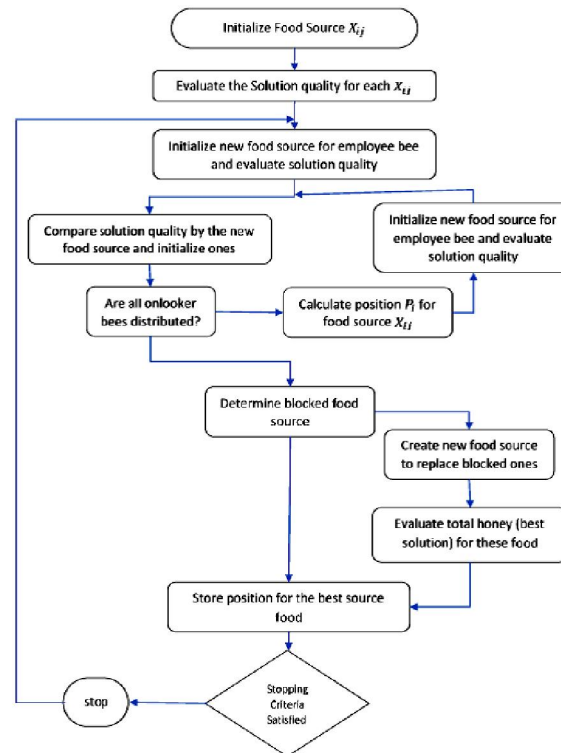 Initialize Food Source X_ij
Evaluate the Solution quality for each X_ij
Initialize new food source for employee bee
and evaluate solution quality
Compare solution quality by the new
food source and initialize ones
Initialize new food source for
employee bee and evaluate
solution quality
Are all onlooker
bees distributed?
Calculate position P_i for
food source X_ij
Determine blocked food
source
Create new food source
to replace blocked ones
Evaluate total honey (best
solution) for these food
Store position for the best source
food
Stopping
Criteria
Satisfied
stop